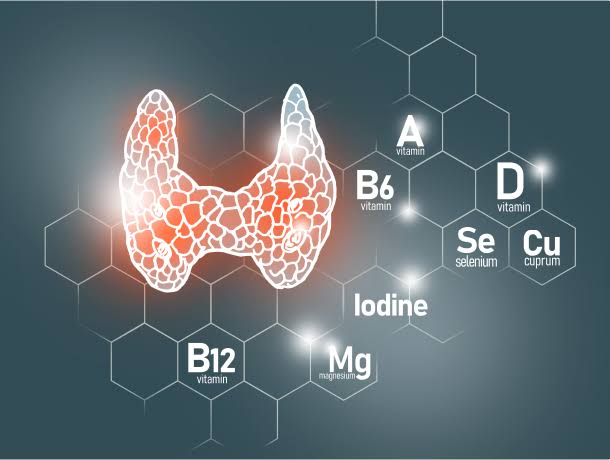 A
vitamin
B6
vitamin
D
vitamin
Se
selenium
Cu
cuprum
Iodine
B12
vitamin
Mg
magnesium